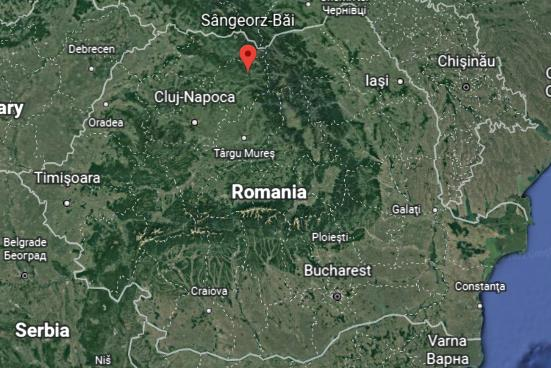 Sângeorz-Băi
Чернівці
Debrecen
Chișinău
Iași
Cluj-Napoca
ary
Oradea
Târgu Mureș
Timișoara
Romania
Galați
Belgrade
Београд
Ploiești
Bucharest
Craiova
Constanța
Serbia
Varna
Варна
Niš